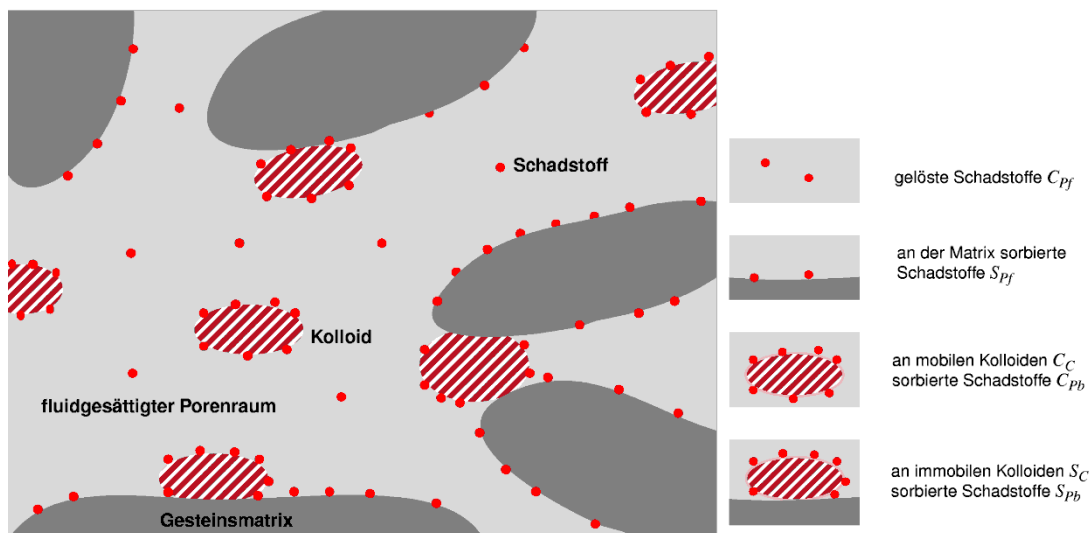 Schadstoff
Kolloid
fluidgesättigter Porenraum
Gesteinsmatrix
gelöste Schadstoffe C_Pf
an der Matrix sorbierte
Schadstoffe S_Pf
an mobilen Kolloiden C_C
sorbierte Schadstoffe C_Pb
an immobilen Kolloiden S_C
sorbierte Schadstoffe S_Pb